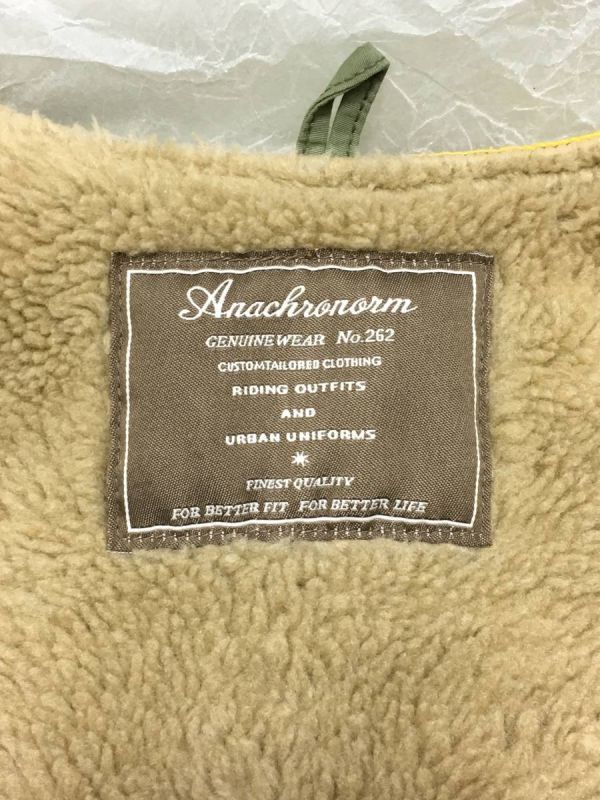 Anachronorm
GENUINE WEAR No.262
CUSTOMTAILORED CLOTHING
RIDING OUTFITS
AND
URBAN UNIFORMS
FINEST QUALITY
FOR BETTER FIT FOR BETTER LIFE